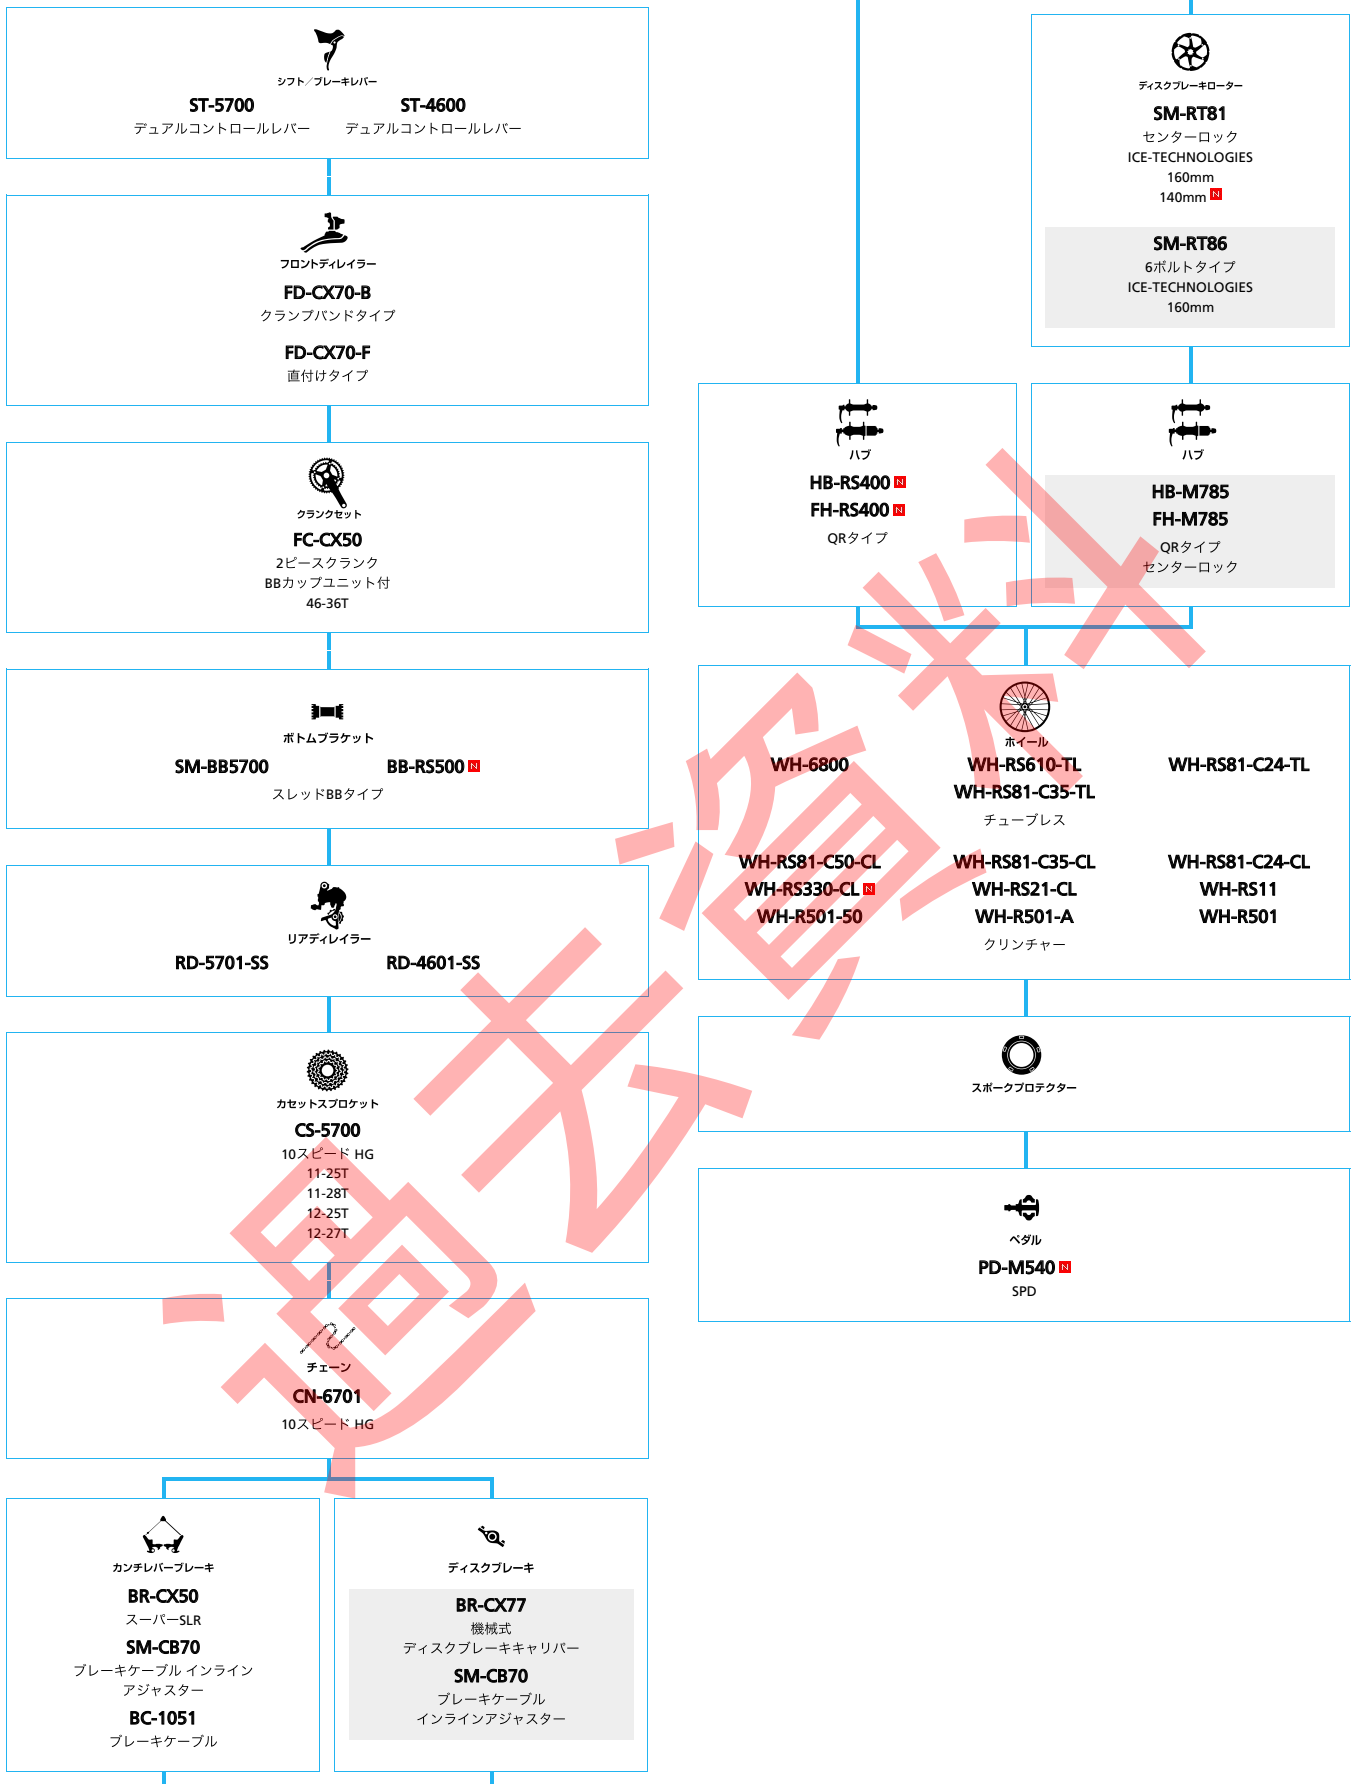 シフト／ブレーキレバー
ST-5700
デュアルコントロールレバー
ST-4600
デュアルコントロールレバー
フロントディレイラー
FD-CX70-B
クランプバンドタイプ
FD-CX70-F
直付けタイプ
クランクセット
FC-CX50
2ピースクランク
BBカップユニット付
46-36T
ボトムブラケット
SM-BB5700
BB-RS500 N
スレッドBBタイプ
リアディレイラー
RD-5701-SS
RD-4601-SS
カセットスプロケット
CS-5700
10スピード HG
11-25T
11-28T
12-25T
12-27T
チェーン
CN-6701
10スピード HG
カンチレバーブレーキ
BR-CX50
スーパーSLR
SM-CB70
ブレーキケーブル インライン
アジャスター
BC-1051
ブレーキケーブル
ディスクブレーキ
BR-CX77
機械式
ディスクブレーキキャリパー
SM-CB70
ブレーキケーブル
インラインアジャスター
ディスクブレーキローター
SM-RT81
センターロック
ICE-TECHNOLOGIES
160mm
140mm N
SM-RT86
6ボルトタイプ
ICE-TECHNOLOGIES
160mm
ハブ
HB-RS400 N
FH-RS400 N
QRタイプ
ハブ
HB-M785
FH-M785
QRタイプ
センターロック
ホイール
WH-6800
WH-RS610-TL
WH-RS81-C24-TL
WH-RS81-C35-TL
チューブレス
WH-RS81-C50-CL
WH-RS81-C35-CL
WH-RS81-C24-CL
WH-RS330-CL N
WH-RS21-CL
WH-RS11
WH-R501-50
WH-R501-A
WH-R501
クリンチャー
スポークプロテクター
ペダル
PD-M540 N
SPD
過去資料